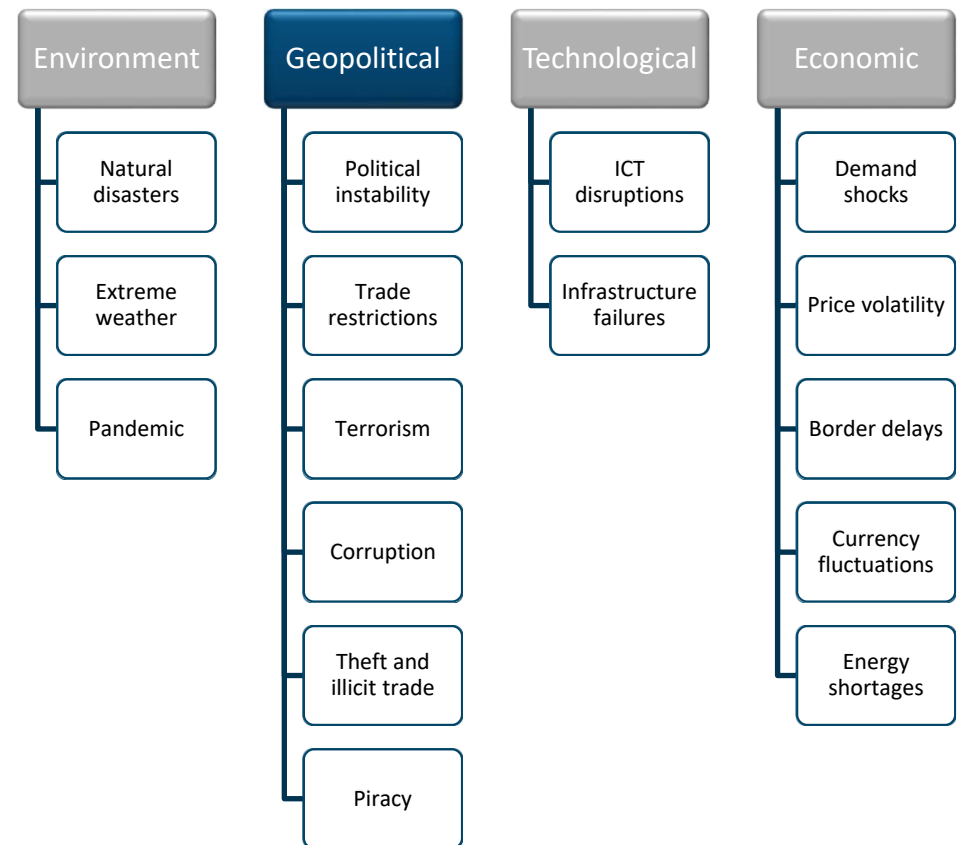 Environment
Natural
disasters
Extreme
weather
Pandemic
Geopolitical
Political
instability
Trade
restrictions
Terrorism
Corruption
Theft and
illicit trade
Piracy
Technological
ICT
disruptions
Infrastructure
failures
Economic
Demand
shocks
Price volatility
Border delays
Currency
fluctuations
Energy
shortages